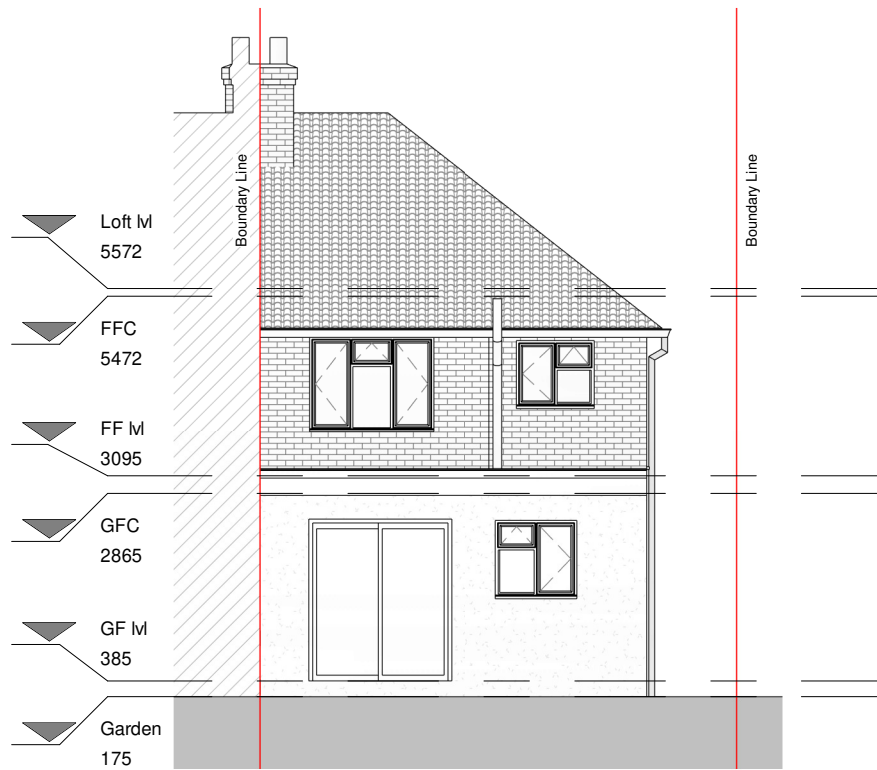 Boundary Line
Boundary Line
Loft lvl
5572
FFC
5472
FF lvl
3095
GFC
2865
GF lvl
385
Garden
175